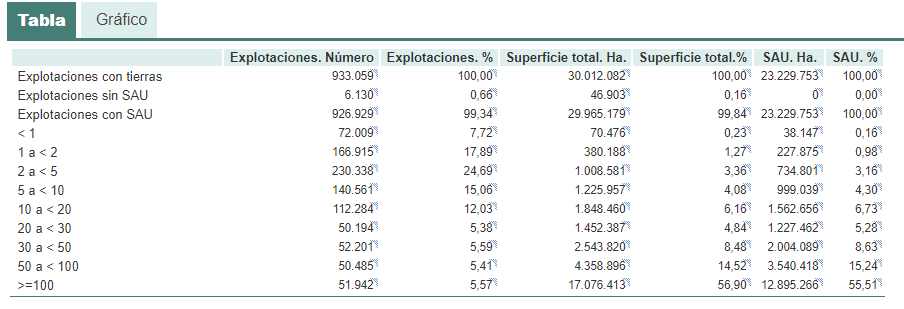 Tabla Gráfico
Explotaciones. Número Explotaciones. % Superficie total. Ha. Superficie total.% SAU. Ha. SAU. %
Explotaciones con tierras 933.059 100,00 30.012.082 100,00 23.229.753 100,00
Explotaciones sin SAU 6.130 0,66 46.903 0,16 0 0,00
Explotaciones con SAU 926.929 99,34 29.965.179 99,84 23.229.753 100,00
< 1 72.009 7,72 70.476 0,23 38.147 0,16
1 a < 2 166.915 17,89 380.188 1,27 227.875 0,98
2 a < 5 230.338 24,69 1.008.581 3,36 734.801 3,16
5 a < 10 140.561 15,06 1.225.957 4,08 999.039 4,30
10 a < 20 112.284 12,03 1.848.460 6,16 1.562.656 6,73
20 a < 30 50.194 5,38 1.452.387 4,84 1.227.462 5,28
30 a < 50 52.201 5,59 2.543.820 8,48 2.004.089 8,63
50 a < 100 50.485 5,41 4.358.896 14,52 3.540.418 15,24
>=100 51.942 5,57 17.076.413 56,90 12.895.266 55,51